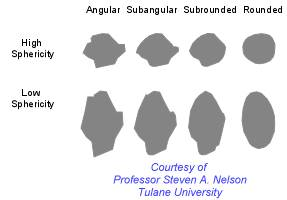 Angular Subangular Subrounded Rounded
High
Sphericity
Low
Sphericity
Courtesy of
Professor Steven A. Nelson
Tulane University